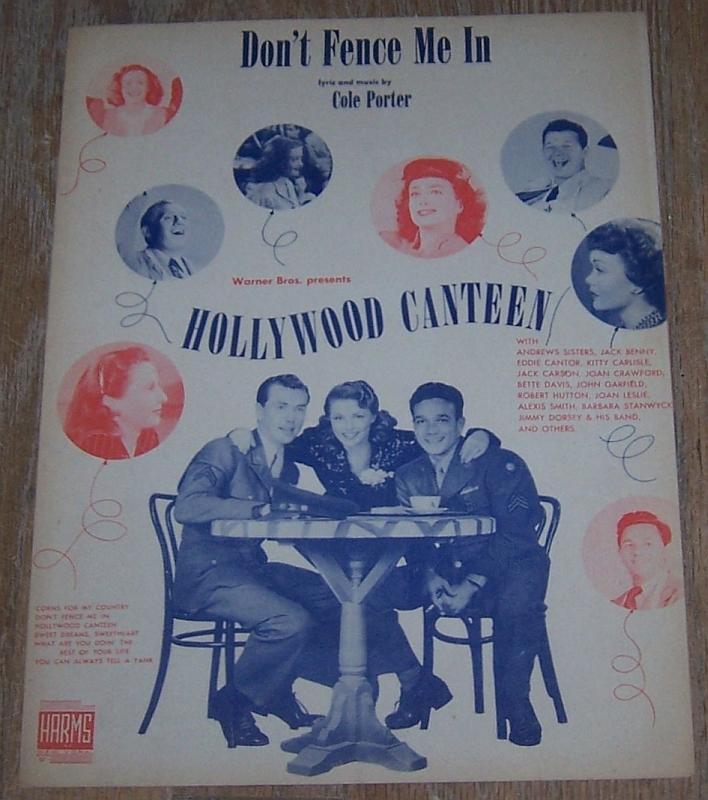 Don't Fence Me In
lyric and music by
Cole Porter
Warner Bros. presents
HOLLYWOOD CANTEEN
WITH
ANDREWS SISTERS, JACK BENNY,
EDDIE CANTOR, KITTY CARLISLE,
JACK CARSON, JOAN CRAWFORD,
BETTE DAVIS, JOHN GARFIELD,
ROBERT HUTTON, JOAN LESLIE,
ALEXIS SMITH, BARBARA STANWYCK
JIMMY DORSEY & HIS BAND,
AND OTHERS.
CORNS FOR MY COUNTRY
DON'T FENCE ME IN
HOLLYWOOD CANTEEN
SWEET DREAMS, SWEETHEART
WHAT ARE YOU DOIN' THE
REST OF YOUR LIFE
YOU CAN ALWAYS TELL A YANK
HARMS